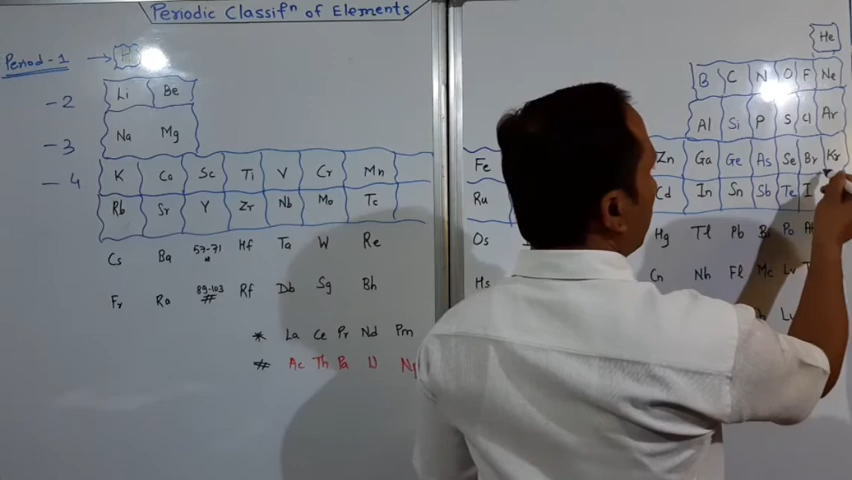 Periodic Classifⁿ of Elements
Period-1 → H He
-2 Li Be B C N O F Ne
-3 Na Mg Al Si P S Cl Ar
-4 K Ca Sc Ti V Cr Mn Fe Zn Ga Ge As Se Br Kr
Rb Sr Y Zr Nb Mo Tc Ru Cd In Sn Sb Te I
Cs Ba 57-71 Hf Ta W Re Os Hg Tl Pb Po
*
Fr Ra 89-103 Rf Db Sg Bh Hs Cn Nh Fl Mc Lv
#
* La Ce Pr Nd Pm
# Ac Th Pa U